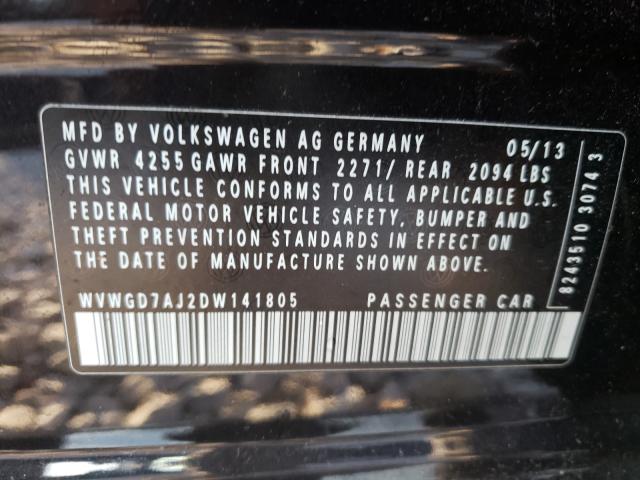 MFD BY VOLKSWAGEN AG GERMANY 05/13
GVWR 4255 GAWR FRONT 2271/ REAR 2094 LBS
THIS VEHICLE CONFORMS TO ALL APPLICABLE U.S.
FEDERAL MOTOR VEHICLE SAFETY, BUMPER AND
THEFT PREVENTION STANDARDS IN EFFECT ON
THE DATE OF MANUFACTURE SHOWN ABOVE.
WVWGD7AJ2DW141805 PASSENGER CAR
8243510 3074 3